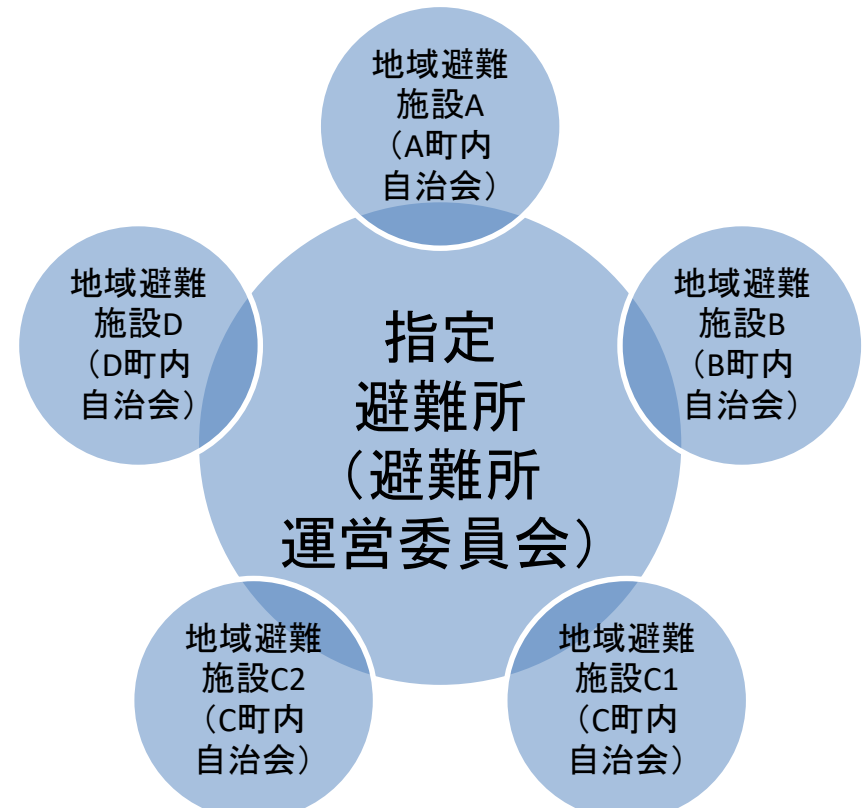 地域避難
施設A
（A町内
自治会）
地域避難
施設D
（D町内
自治会）
指定
避難所
（避難所
運営委員会）
地域避難
施設B
（B町内
自治会）
地域避難
施設C2
（C町内
自治会）
地域避難
施設C1
（C町内
自治会）